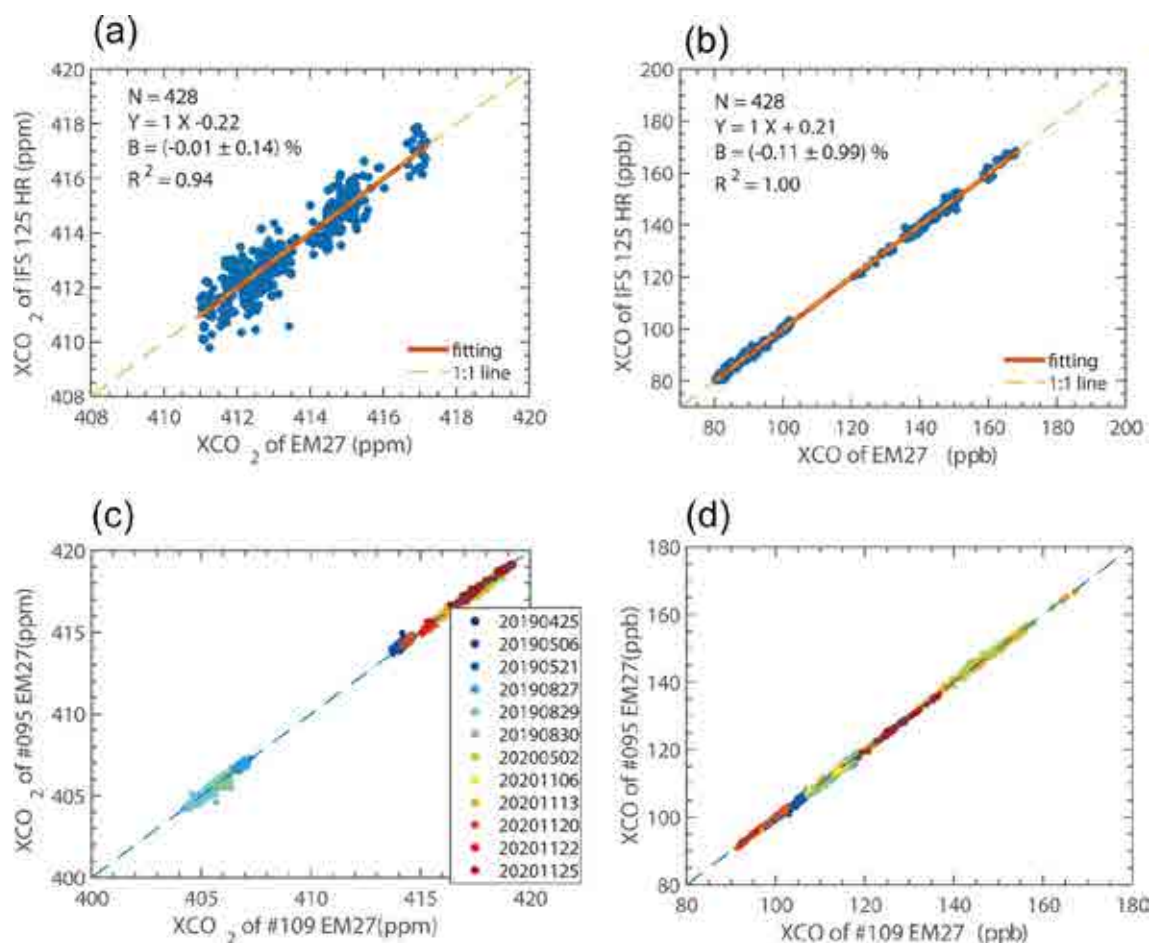 (a)
420
418
416
414
412
410
408
XCO 2 of IFS 125 HR (ppm)
N = 428
Y = 1 X -0.22
B = (-0.01 ± 0.14) %
R 2 = 0.94
fitting
1:1 line
408 410 412 414 416 418 420
XCO 2 of EM27 (ppm)
(b)
200
180
160
140
120
100
80
XCO of IFS 125 HR (ppb)
N = 428
Y = 1 X + 0.21
B = (-0.11 ± 0.99) %
R 2 = 1.00
fitting
1:1 line
80 100 120 140 160 180 200
XCO of EM27 (ppb)
(c)
420
415
410
405
400
XCO 2 of #095 EM27(ppm)
20190425
20190506
20190521
20190827
20190829
20190830
20200502
20201106
20201113
20201120
20201122
20201125
400 405 410 415 420
XCO 2 of #109 EM27(ppm)
(d)
180
160
140
120
100
80
XCO of #095 EM27(ppb)
80 100 120 140 160 180
XCO of #109 EM27 (ppb)